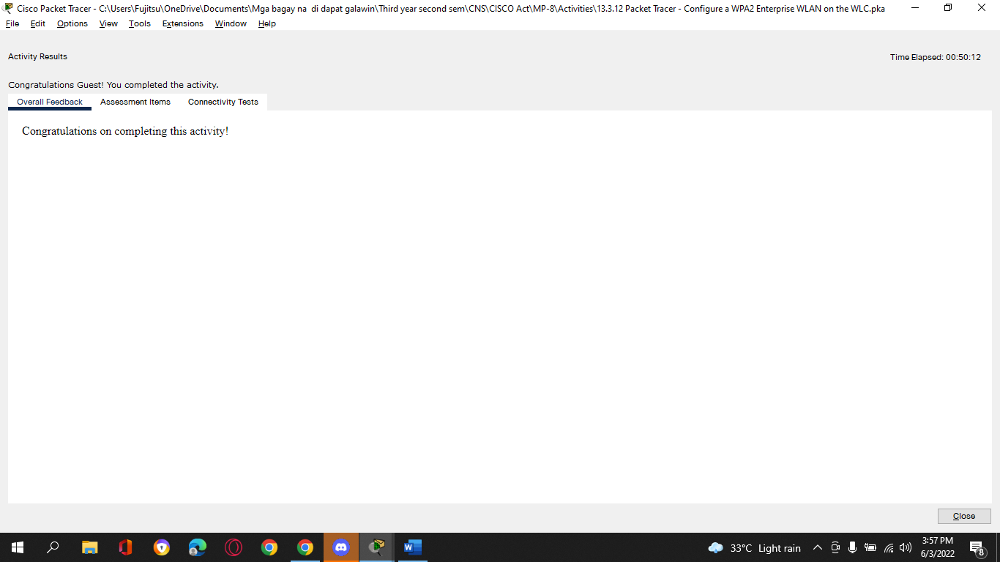 Cisco Packet Tracer - C:\Users\Fujitsu\OneDrive\Documents\Mga bagay na  di dapat galawin\Third year second sem\CNS\CISCO Act\MP-8\Activities\13.3.12 Packet Tracer - Configure a WPA2 Enterprise WLAN on the WLC.pka
File Edit Options View Tools Extensions Window Help
Activity Results Time Elapsed: 00:50:12
Congratulations Guest! You completed the activity.
Overall Feedback Assessment Items Connectivity Tests
Congratulations on completing this activity!
Close
33°C Light rain 3:57 PM
6/3/2022 8